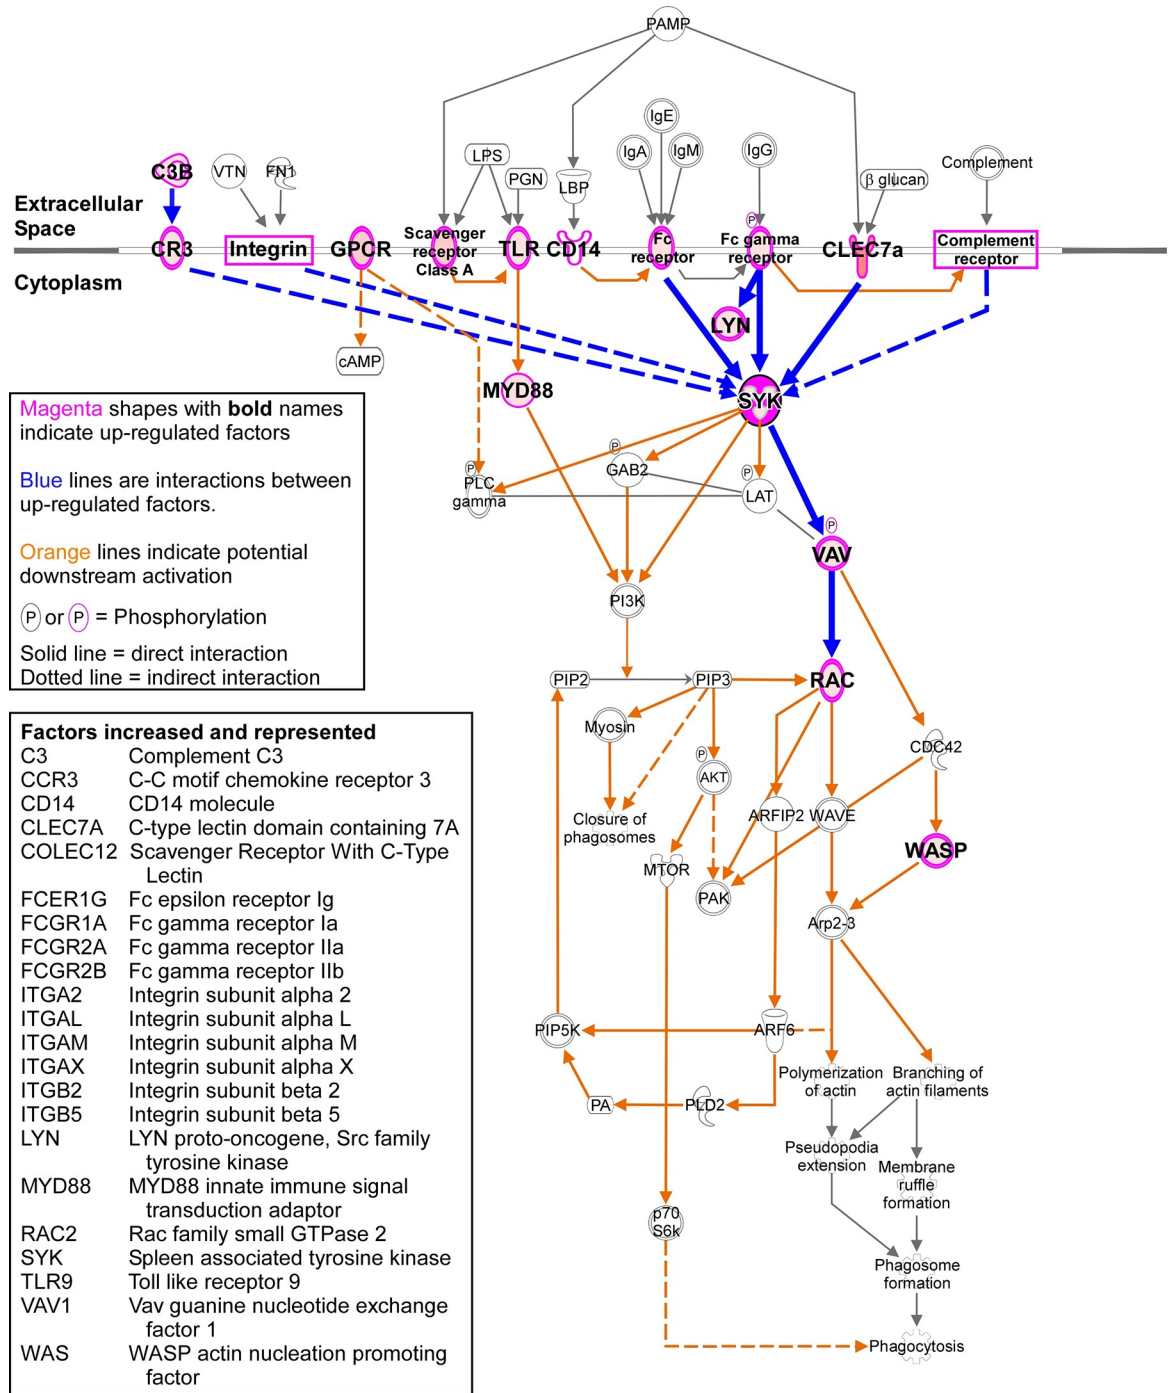 PAMP
IgE
IgA
IgM
IgG
LPS
PGN
LBP
β glucan
Complement
C3B
VTN
FN1
Extracellular
Space
CR3
Integrin
GPCR
Scavenger
receptor
Class A
TLR
CD14
Fc
receptor
P
Fc gamma
receptor
CLEC7a
Complement
receptor
Cytoplasm
LYN
cAMP
MYD88
SYK
Magenta shapes with bold names
indicate up-regulated factors
Blue lines are interactions between
up-regulated factors.
Orange lines indicate potential
downstream activation
P or P = Phosphorylation
Solid line = direct interaction
Dotted line = indirect interaction
P
PLC
gamma
P
GAB2
P
LAT
P
VAV
PI3K
PIP2
PIP3
RAC
Myosin
P
AKT
CDC42
Closure of
phagosomes
ARFIP2
WAVE
WASP
MTOR
PAK
Arp2-3
PIP5K
ARF6
Polymerization
of actin
Branching of
actin filaments
PA
PLD2
Pseudopodia
extension
Membrane
ruffle
formation
p70
S6k
Phagosome
formation
Phagocytosis
Factors increased and represented
C3 Complement C3
CCR3 C-C motif chemokine receptor 3
CD14 CD14 molecule
CLEC7A C-type lectin domain containing 7A
COLEC12 Scavenger Receptor With C-Type
Lectin
FCER1G Fc epsilon receptor Ig
FCGR1A Fc gamma receptor Ia
FCGR2A Fc gamma receptor IIa
FCGR2B Fc gamma receptor IIb
ITGA2 Integrin subunit alpha 2
ITGAL Integrin subunit alpha L
ITGAM Integrin subunit alpha M
ITGAX Integrin subunit alpha X
ITGB2 Integrin subunit beta 2
ITGB5 Integrin subunit beta 5
LYN LYN proto-oncogene, Src family
tyrosine kinase
MYD88 MYD88 innate immune signal
transduction adaptor
RAC2 Rac family small GTPase 2
SYK Spleen associated tyrosine kinase
TLR9 Toll like receptor 9
VAV1 Vav guanine nucleotide exchange
factor 1
WAS WASP actin nucleation promoting
factor